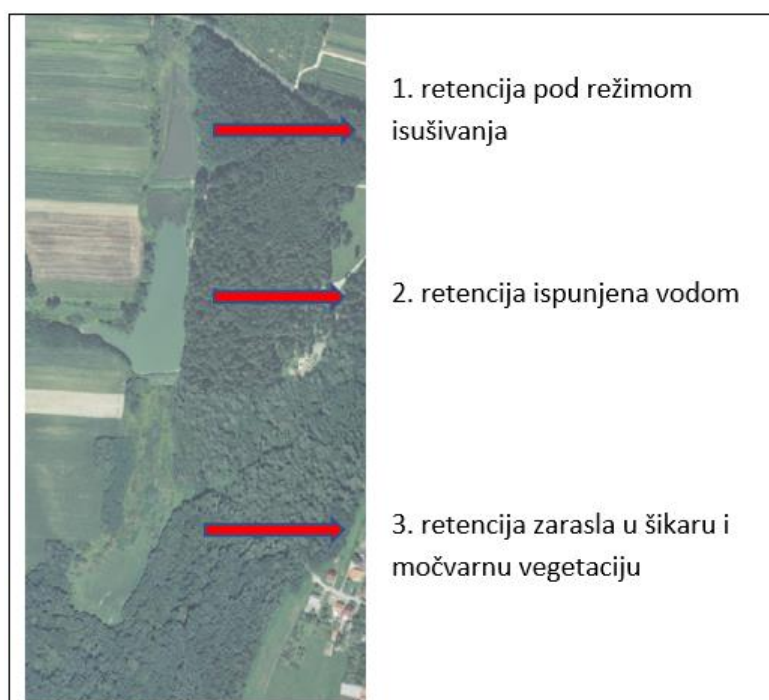 1. retencija pod režimom
isušivanja
2. retencija ispunjena vodom
3. retencija zarasla u šikaru i
močvarnu vegetaciju